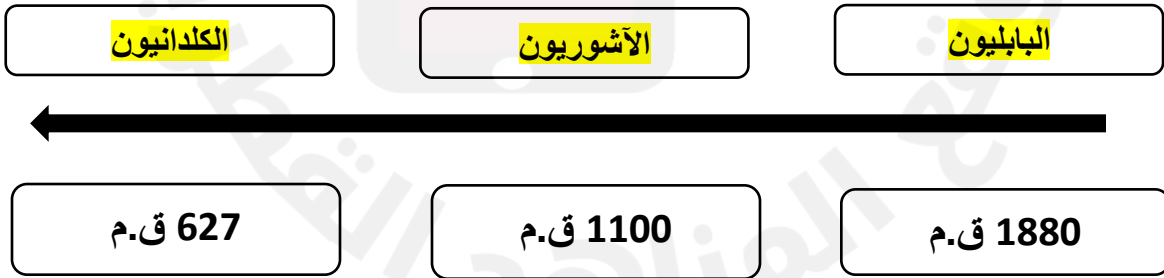 البابليون
الآشوريون
الكلدانيون
1880 ق.م
1100 ق.م
627 ق.م